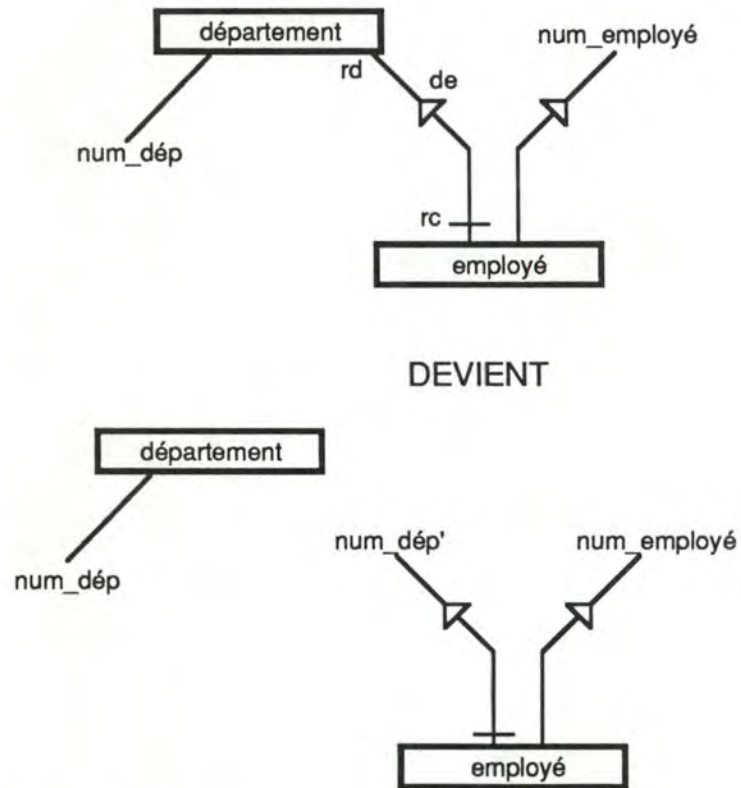 département
num_employé
rd
de
num_dép
rc
employé
DEVIENT
département
num_dép'
num_employé
num_dép
employé